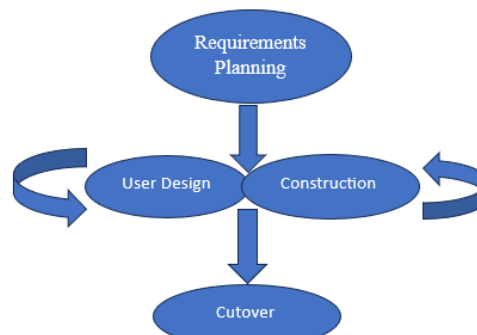 Requirements
Planning
User Design
Construction
Cutover